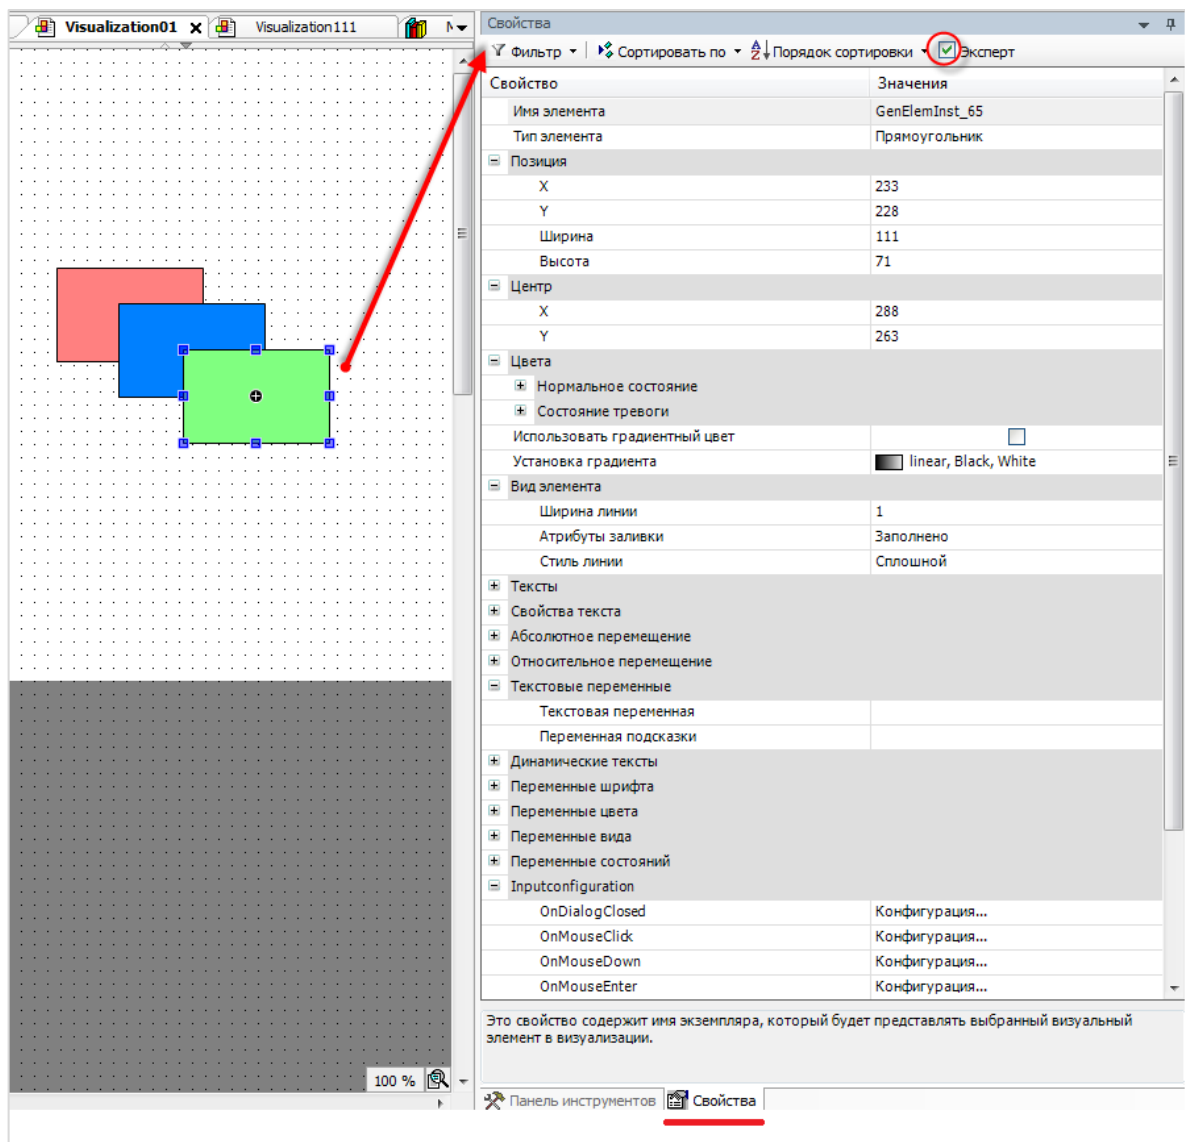 Visualization01 Visualization111
Свойства
Фильтр Сортировать по Порядок сортировки Эксперт
Свойство Значения
Имя элемента GenElemInst_65
Тип элемента Прямоугольник
Позиция
X 233
Y 228
Ширина 111
Высота 71
Центр
X 288
Y 263
Цвета
Нормальное состояние
Состояние тревоги
Использовать градиентный цвет
Установка градиента linear, Black, White
Вид элемента
Ширина линии 1
Атрибуты заливки Заполнено
Стиль линии Сплошной
Тексты
Свойства текста
Абсолютное перемещение
Относительное перемещение
Текстовые переменные
Текстовая переменная
Переменная подсказки
Динамические тексты
Переменные шрифта
Переменные цвета
Переменные вида
Переменные состояний
Inputconfiguration
OnDialogClosed Конфигурация...
OnMouseClick Конфигурация...
OnMouseDown Конфигурация...
OnMouseEnter Конфигурация...
Это свойство содержит имя экземпляра, который будет представлять выбранный визуальный
элемент в визуализации.
100 %
Панель инструментов Свойства